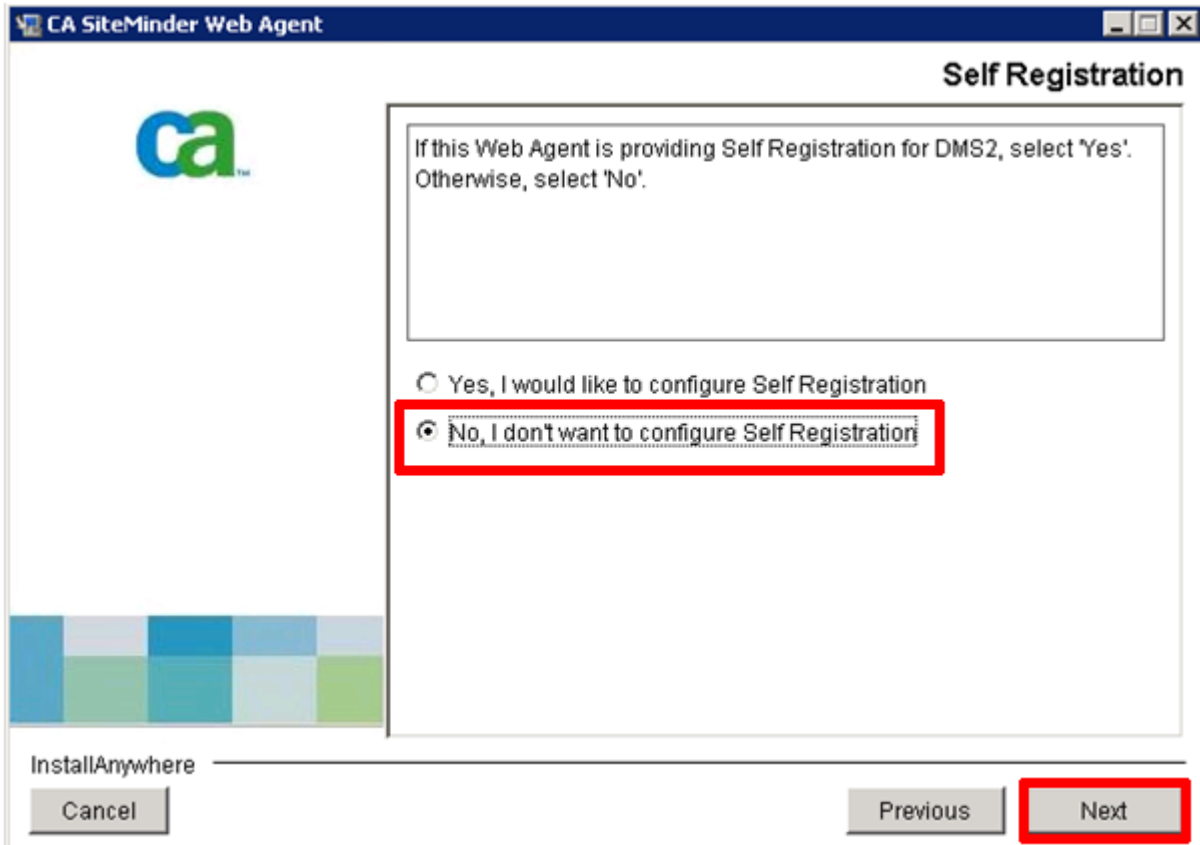 CA SiteMinder Web Agent
Self Registration
ca
TM
If this Web Agent is providing Self Registration for DMS2, select 'Yes'.
Otherwise, select 'No'.
Yes, I would like to configure Self Registration
No, I don't want to configure Self Registration
InstallAnywhere
Cancel
Previous
Next